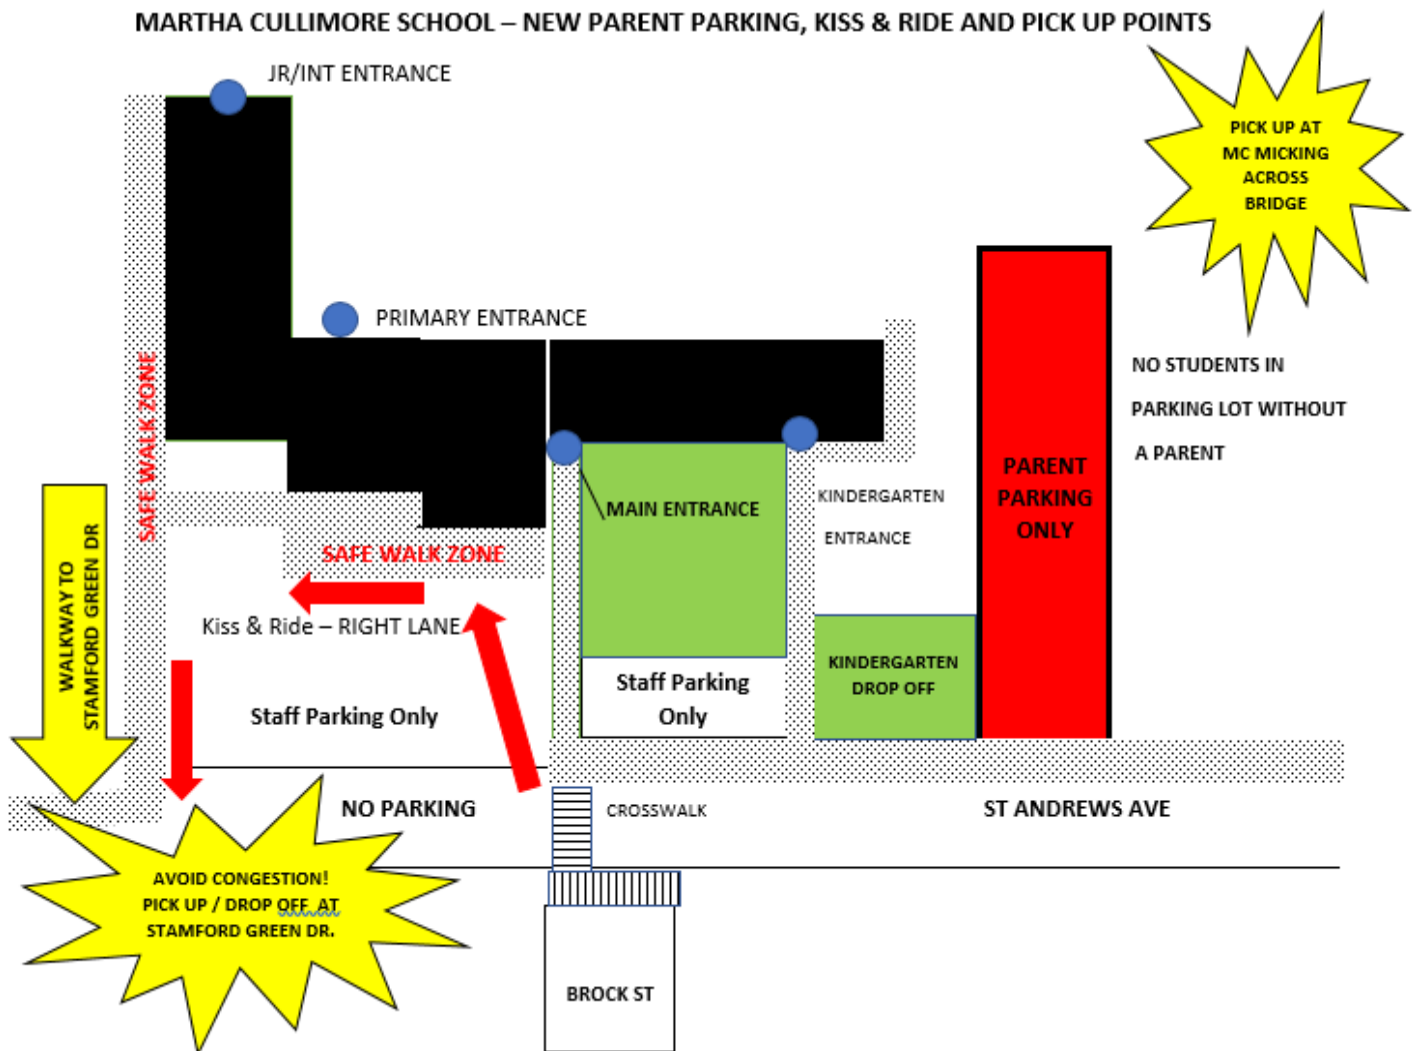 MARTHA CULLIMORE SCHOOL – NEW PARENT PARKING, KISS & RIDE AND PICK UP POINTS
JR/INT ENTRANCE
PICK UP AT
MC MICKING
ACROSS
BRIDGE
PRIMARY ENTRANCE
NO STUDENTS IN
PARKING LOT WITHOUT
A PARENT
SAFE WALK ZONE
PARENT
PARKING
ONLY
MAIN ENTRANCE
KINDERGARTEN
ENTRANCE
SAFE WALK ZONE
WALKWAY TO
STAMFORD GREEN DR
Kiss & Ride – RIGHT LANE
KINDERGARTEN
DROP OFF
Staff Parking
Only
Staff Parking Only
NO PARKING
CROSSWALK
ST ANDREWS AVE
AVOID CONGESTION!
PICK UP / DROP OFF AT
STAMFORD GREEN DR.
BROCK ST